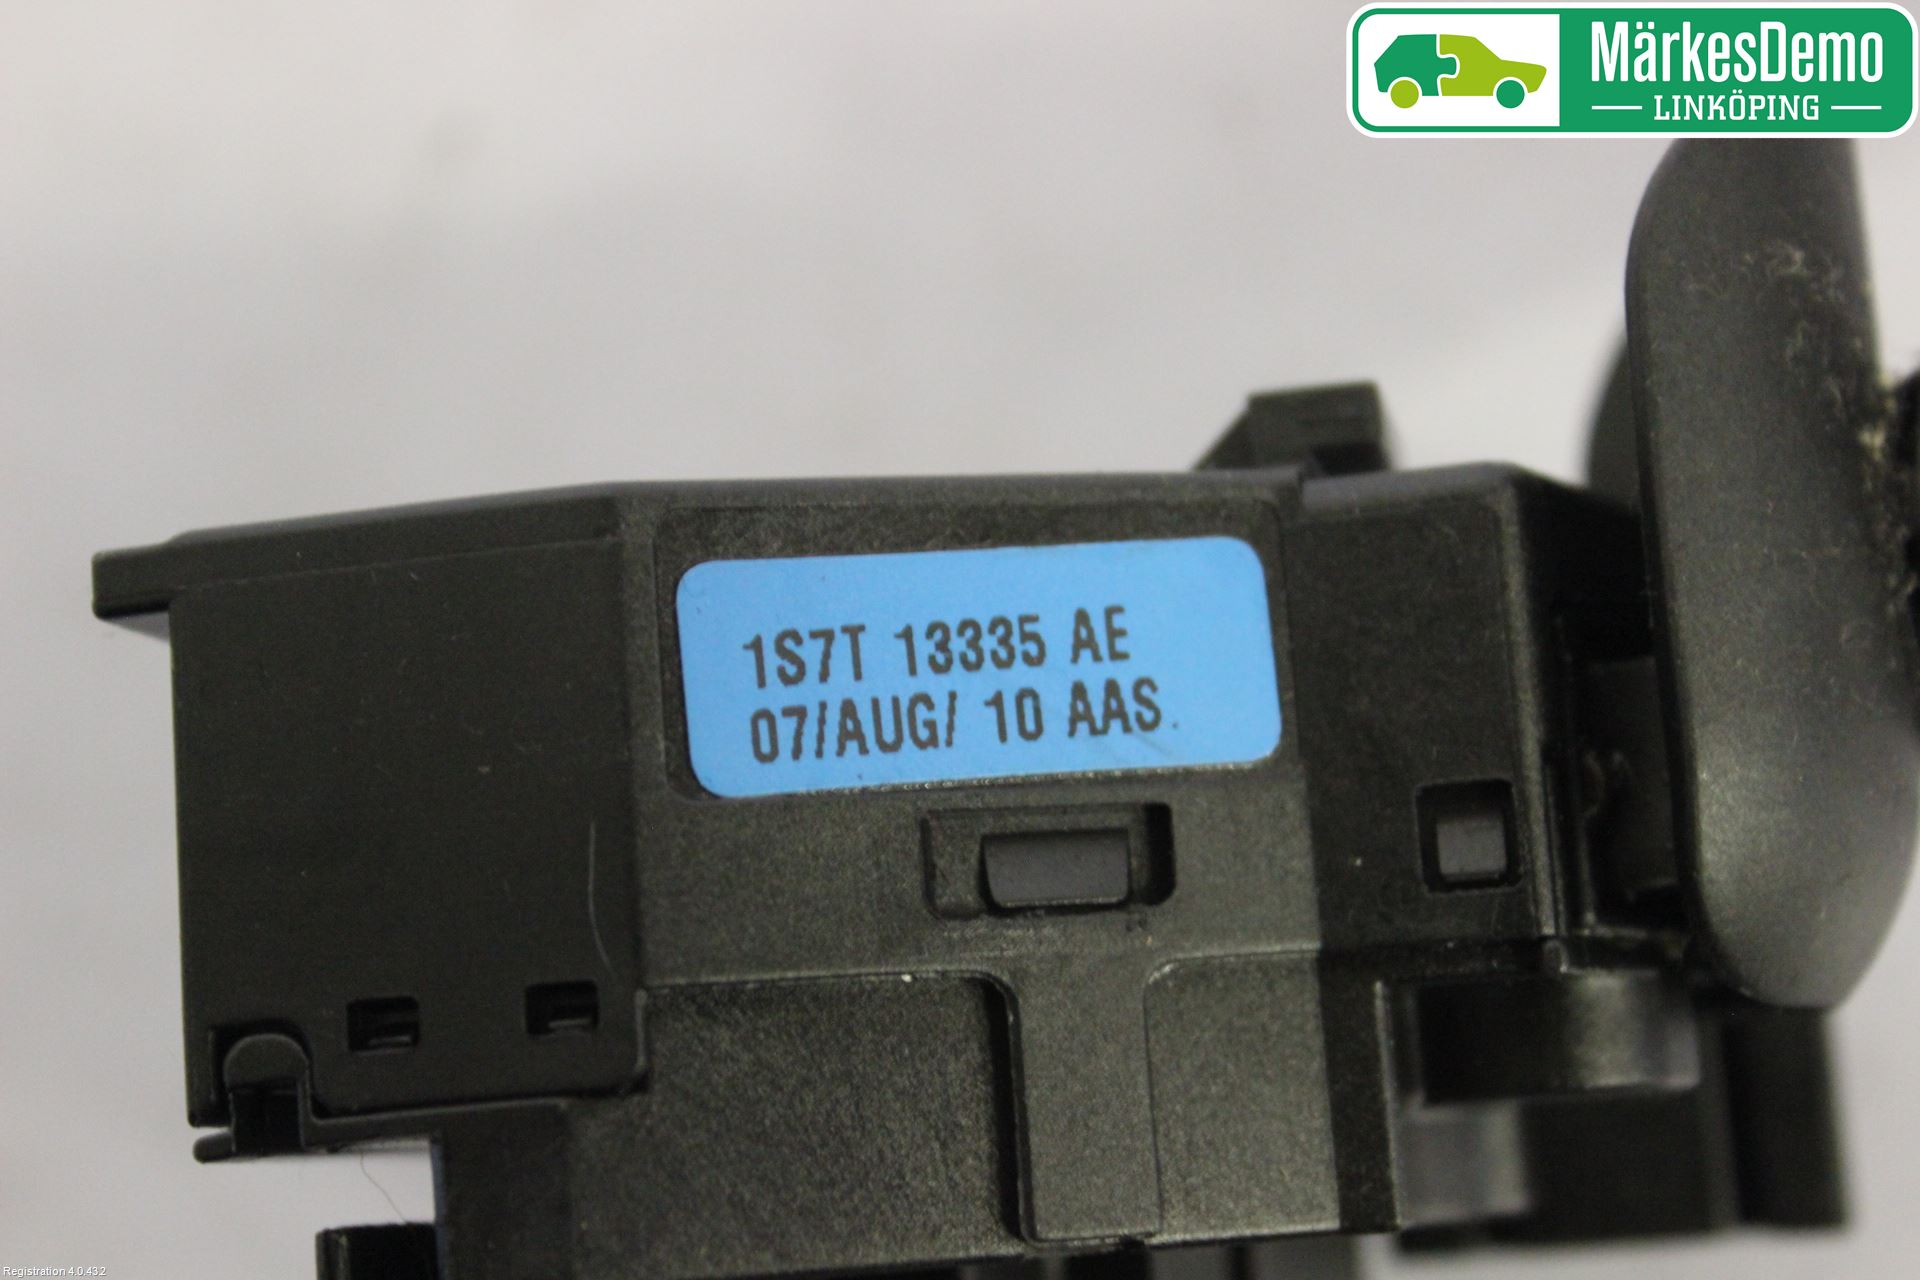 MärkesDemo
LINKÖPING
1S7T 13335 AE
07/AUG/ 10 AAS.
Registration 4.0.43.2